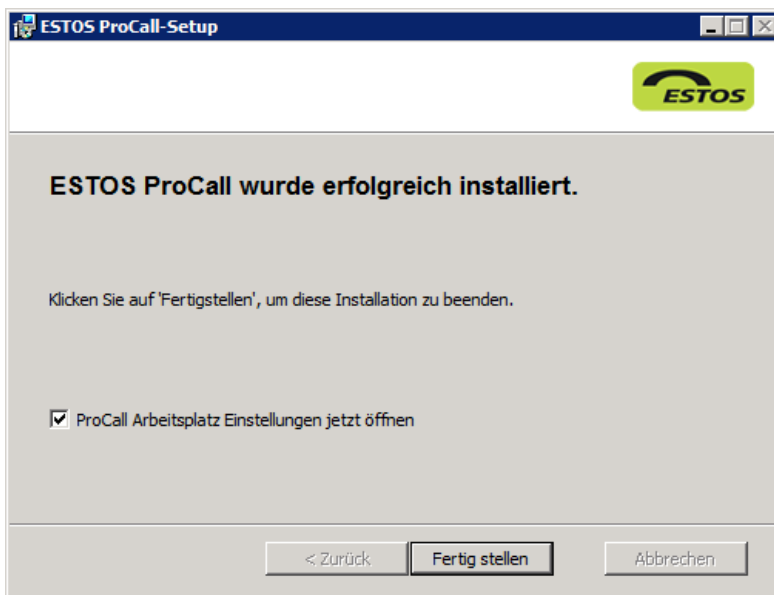 ESTOS ProCall-Setup
ESTOS
ESTOS ProCall wurde erfolgreich installiert.
Klicken Sie auf 'Fertigstellen', um diese Installation zu beenden.
ProCall Arbeitsplatz Einstellungen jetzt öffnen
< Zurück Fertig stellen Abbrechen